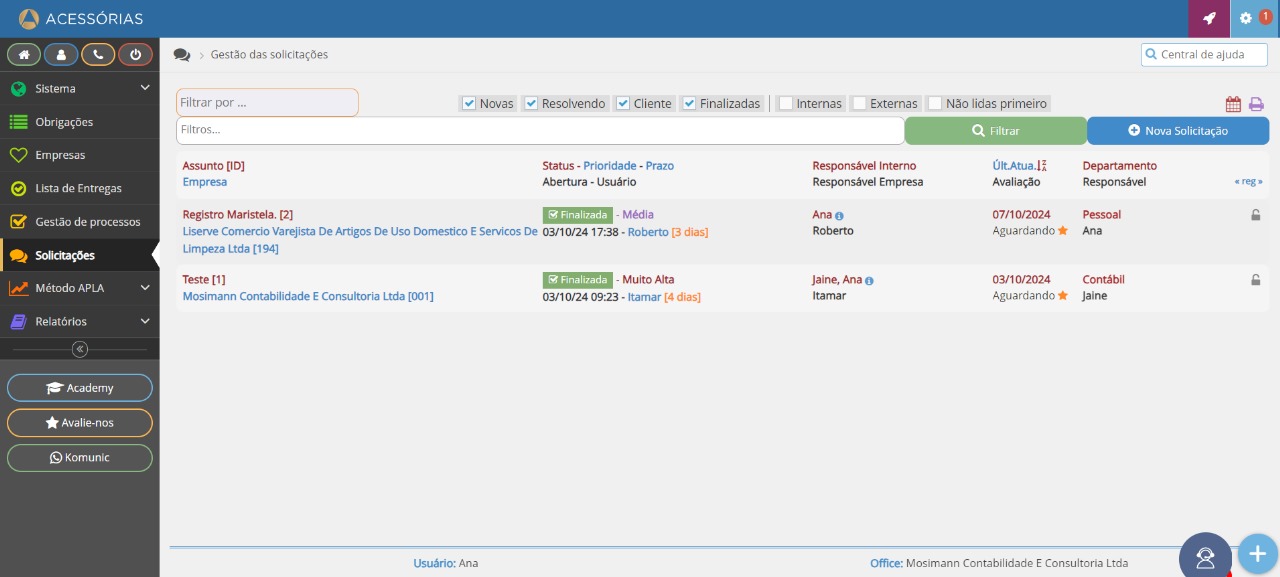 ACESSÓRIAS
1
Gestão das solicitações
Central de ajuda
Sistema
Obrigações
Empresas
Lista de Entregas
Gestão de processos
Solicitações
Método APLA
Relatórios
Academy
Avalie-nos
Komunic
Filtrar por ...
Novas Resolvendo Cliente Finalizadas Internas Externas Não lidas primeiro
Filtros...
Filtrar
Nova Solicitação
Assunto [ID] Status - Prioridade - Prazo Responsável Interno Últ.Atua. Departamento
Empresa Abertura - Usuário Responsável Empresa Avaliação Responsável « reg »
Registro Maristela. [2] Finalizada - Média Ana 07/10/2024 Pessoal
Liserve Comercio Varejista De Artigos De Uso Domestico E Servicos De 03/10/24 17:38 - Roberto [3 dias] Roberto Aguardando Ana
Limpeza Ltda [194]
Teste [1] Finalizada - Muito Alta Jaine, Ana 03/10/2024 Contábil
Mosimann Contabilidade E Consultoria Ltda [001] 03/10/24 09:23 - Itamar [4 dias] Itamar Aguardando Jaine
Usuário: Ana Office: Mosimann Contabilidade E Consultoria Ltda